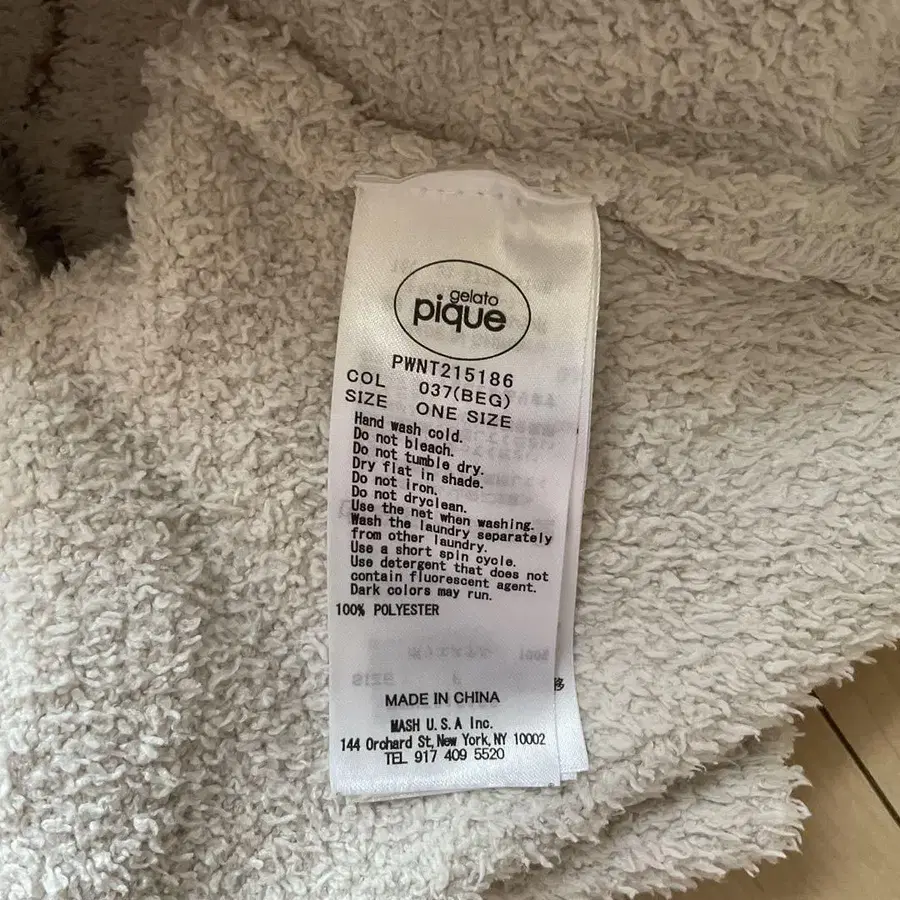 gelato
pique
PWNT215186
COL 037(BEG)
SIZE ONE SIZE
Hand wash cold.
Do not bleach.
Do not tumble dry.
Dry flat in shade.
Do not iron.
Do not dryclean.
Use the net when washing.
Wash the laundry separately
from other laundry.
Use a short spin cycle.
Use detergent that does not
contain fluorescent agent.
Dark colors may run.
100% POLYESTER
MADE IN CHINA
MASH U.S.A Inc.
144 Orchard St, New York, NY 10002
TEL 917 409 5520